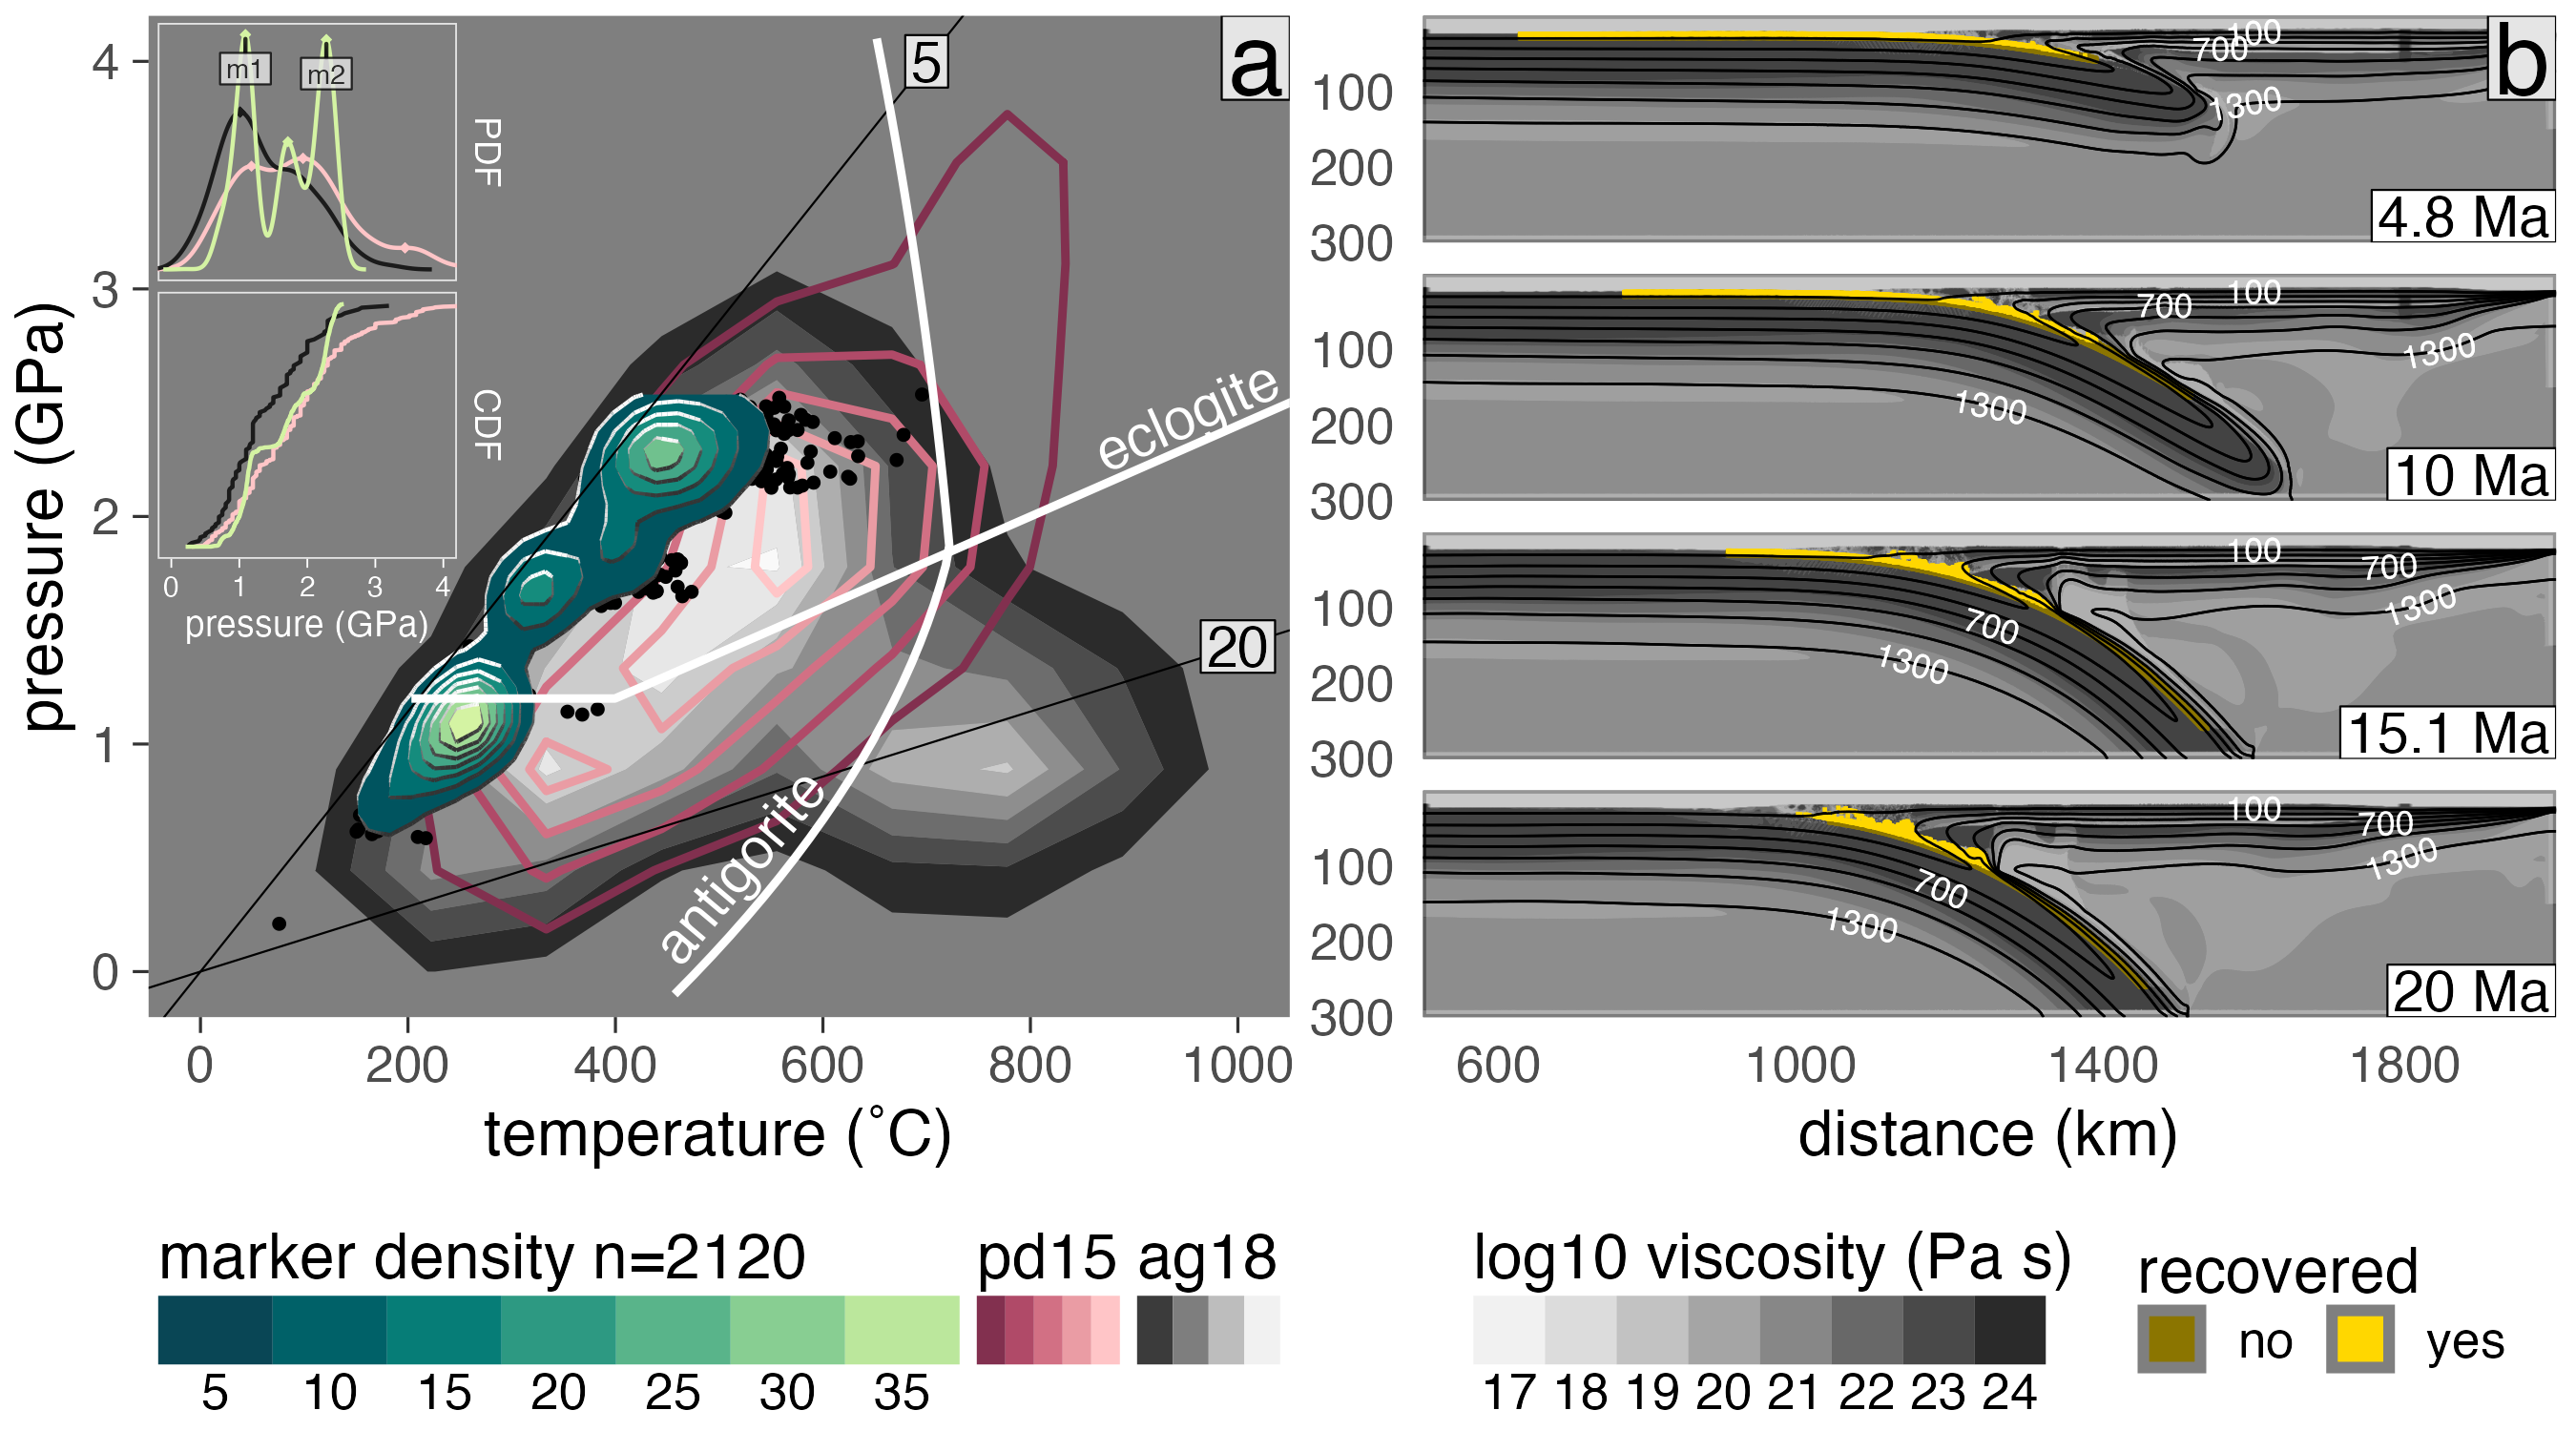 a
5
20
eclogite
antigorite
m1
m2
PDF
CDF
0 1 2 3 4
pressure (GPa)
pressure (GPa)
4
3
2
1
0
0 200 400 600 800 1000
temperature (˚C)
b
100
700
1300
100
200
300
4.8 Ma
100
700
1300
1300
100
200
300
10 Ma
100
700
1300
700
1300
100
200
300
15.1 Ma
100
700
1300
700
1300
100
200
300
20 Ma
600 1000 1400 1800
distance (km)
marker density n=2120
5 10 15 20 25 30 35
pd15 ag18
log10 viscosity (Pa s)
17 18 19 20 21 22 23 24
recovered
no yes